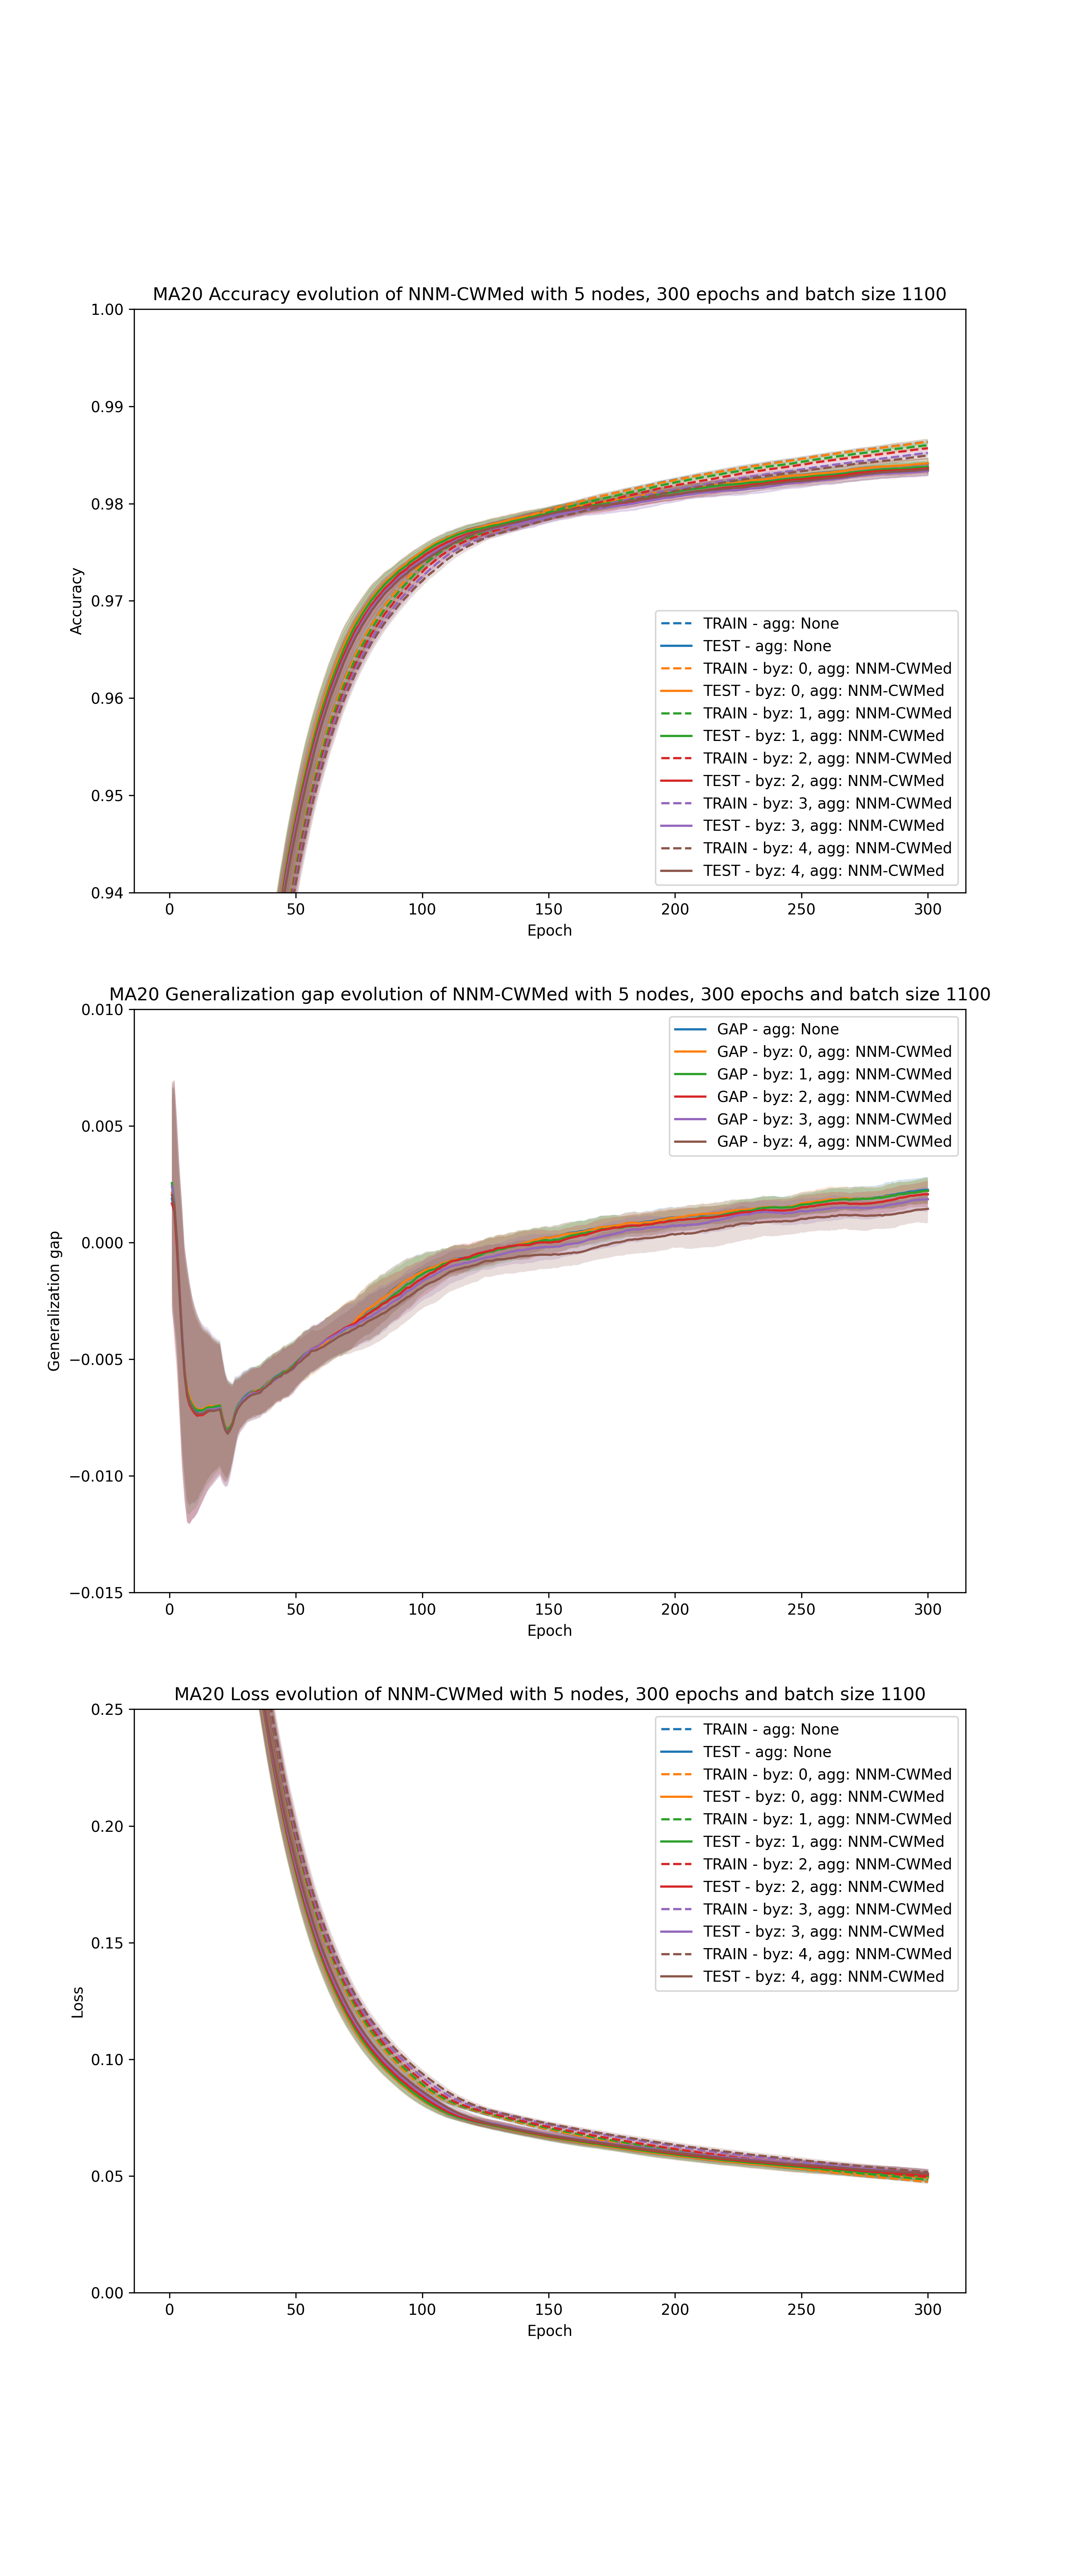 MA20 Accuracy evolution of NNM-CWMed with 5 nodes, 300 epochs and batch size 1100
1.00
0.99
0.98
0.97
0.96
0.95
0.94
Accuracy
TRAIN - agg: None
TEST - agg: None
TRAIN - byz: 0, agg: NNM-CWMed
TEST - byz: 0, agg: NNM-CWMed
TRAIN - byz: 1, agg: NNM-CWMed
TEST - byz: 1, agg: NNM-CWMed
TRAIN - byz: 2, agg: NNM-CWMed
TEST - byz: 2, agg: NNM-CWMed
TRAIN - byz: 3, agg: NNM-CWMed
TEST - byz: 3, agg: NNM-CWMed
TRAIN - byz: 4, agg: NNM-CWMed
TEST - byz: 4, agg: NNM-CWMed
0 50 100 150 200 250 300
Epoch
MA20 Generalization gap evolution of NNM-CWMed with 5 nodes, 300 epochs and batch size 1100
0.010
0.005
0.000
−0.005
−0.010
−0.015
Generalization gap
GAP - agg: None
GAP - byz: 0, agg: NNM-CWMed
GAP - byz: 1, agg: NNM-CWMed
GAP - byz: 2, agg: NNM-CWMed
GAP - byz: 3, agg: NNM-CWMed
GAP - byz: 4, agg: NNM-CWMed
0 50 100 150 200 250 300
Epoch
MA20 Loss evolution of NNM-CWMed with 5 nodes, 300 epochs and batch size 1100
0.25
0.20
0.15
0.10
0.05
0.00
Loss
TRAIN - agg: None
TEST - agg: None
TRAIN - byz: 0, agg: NNM-CWMed
TEST - byz: 0, agg: NNM-CWMed
TRAIN - byz: 1, agg: NNM-CWMed
TEST - byz: 1, agg: NNM-CWMed
TRAIN - byz: 2, agg: NNM-CWMed
TEST - byz: 2, agg: NNM-CWMed
TRAIN - byz: 3, agg: NNM-CWMed
TEST - byz: 3, agg: NNM-CWMed
TRAIN - byz: 4, agg: NNM-CWMed
TEST - byz: 4, agg: NNM-CWMed
0 50 100 150 200 250 300
Epoch